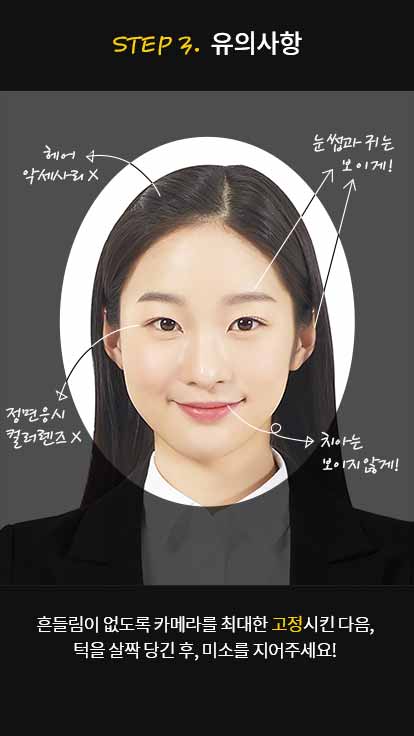 STEP 3. 유의사항
헤어
악세사리 X
눈썹과 귀는
보이게!
정면응시
컬러렌즈 X
치아는
보이지않게!
흔들림이 없도록 카메라를 최대한 고정시킨 다음,
턱을 살짝 당긴 후, 미소를 지어주세요!